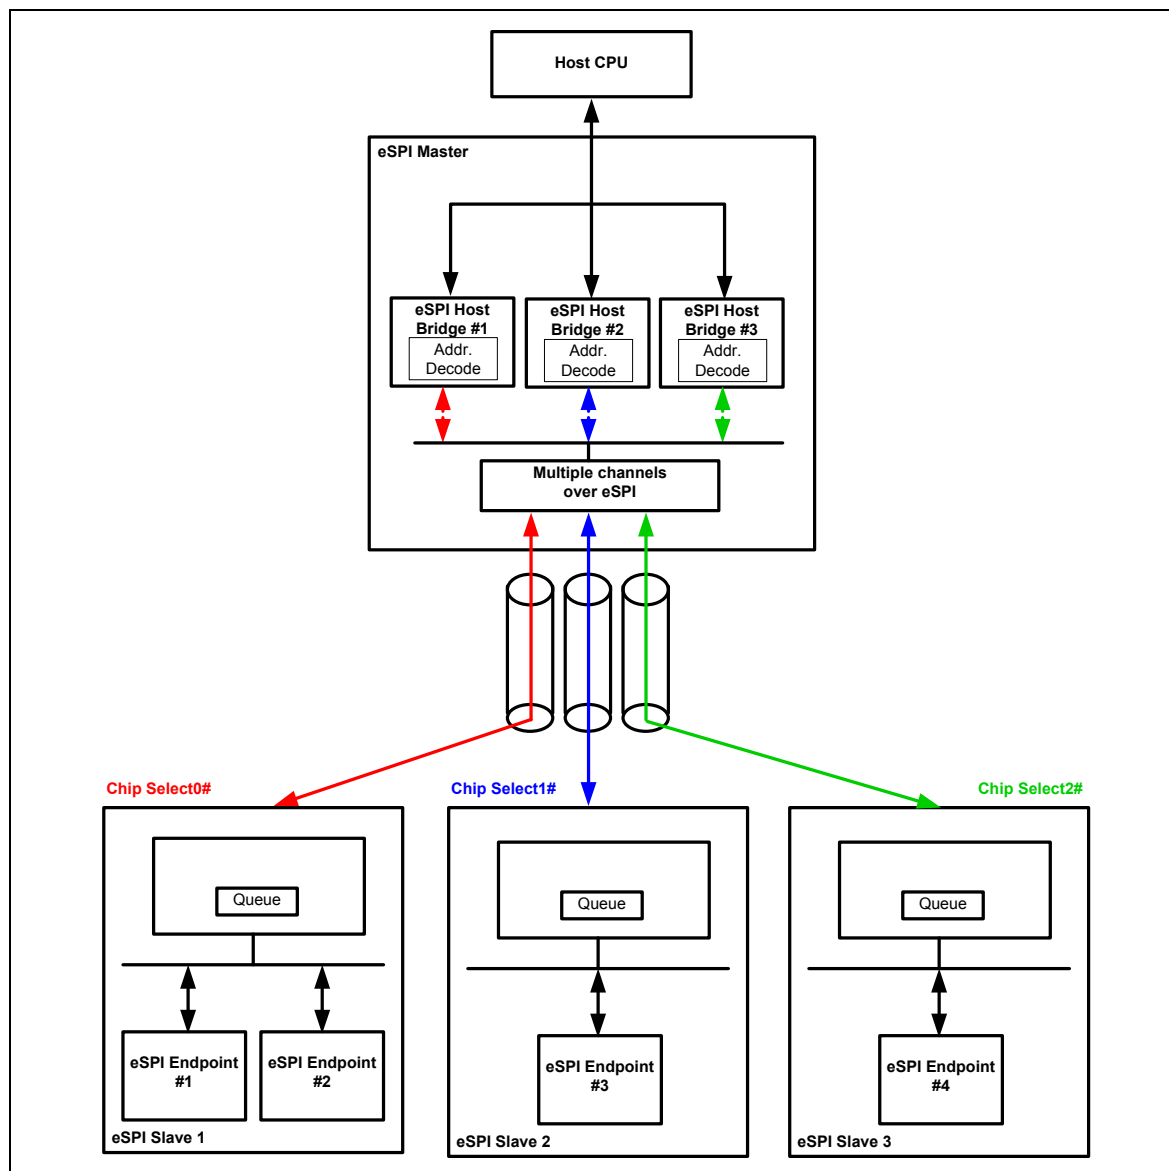 Host CPU
eSPI Master
eSPI Host
Bridge #1
Addr.
Decode
eSPI Host
Bridge #2
Addr.
Decode
eSPI Host
Bridge #3
Addr.
Decode
Multiple channels
over eSPI
Chip Select0#
Chip Select1#
Chip Select2#
Queue
eSPI Endpoint
#1
eSPI Endpoint
#2
eSPI Slave 1
Queue
eSPI Endpoint
#3
eSPI Slave 2
Queue
eSPI Endpoint
#4
eSPI Slave 3